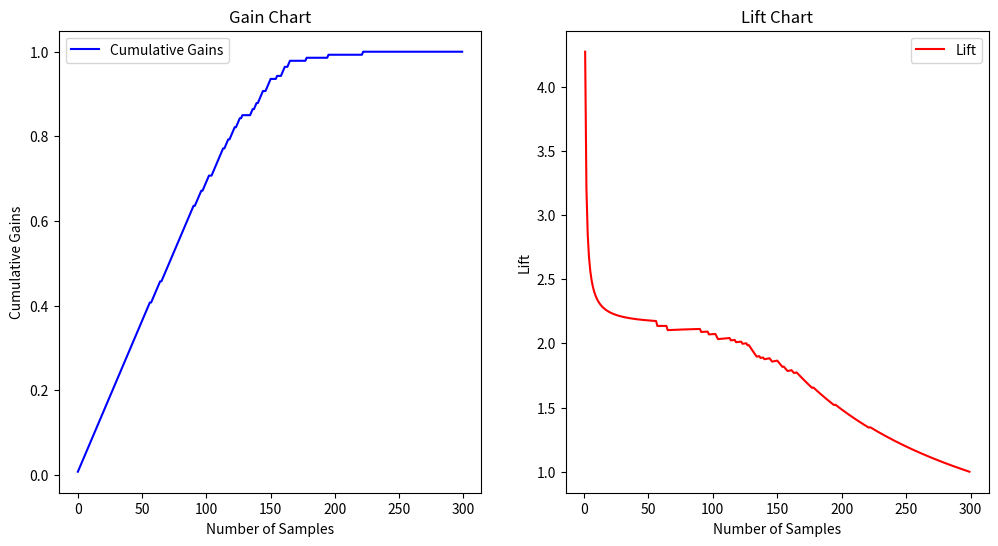 Gain Chart
Cumulative Gains
1.0
0.8
0.6
0.4
0.2
0.0
Cumulative Gains
0 50 100 150 200 250 300
Number of Samples
Lift Chart
Lift
4.0
3.5
3.0
2.5
2.0
1.5
1.0
Lift
0 50 100 150 200 250 300
Number of Samples